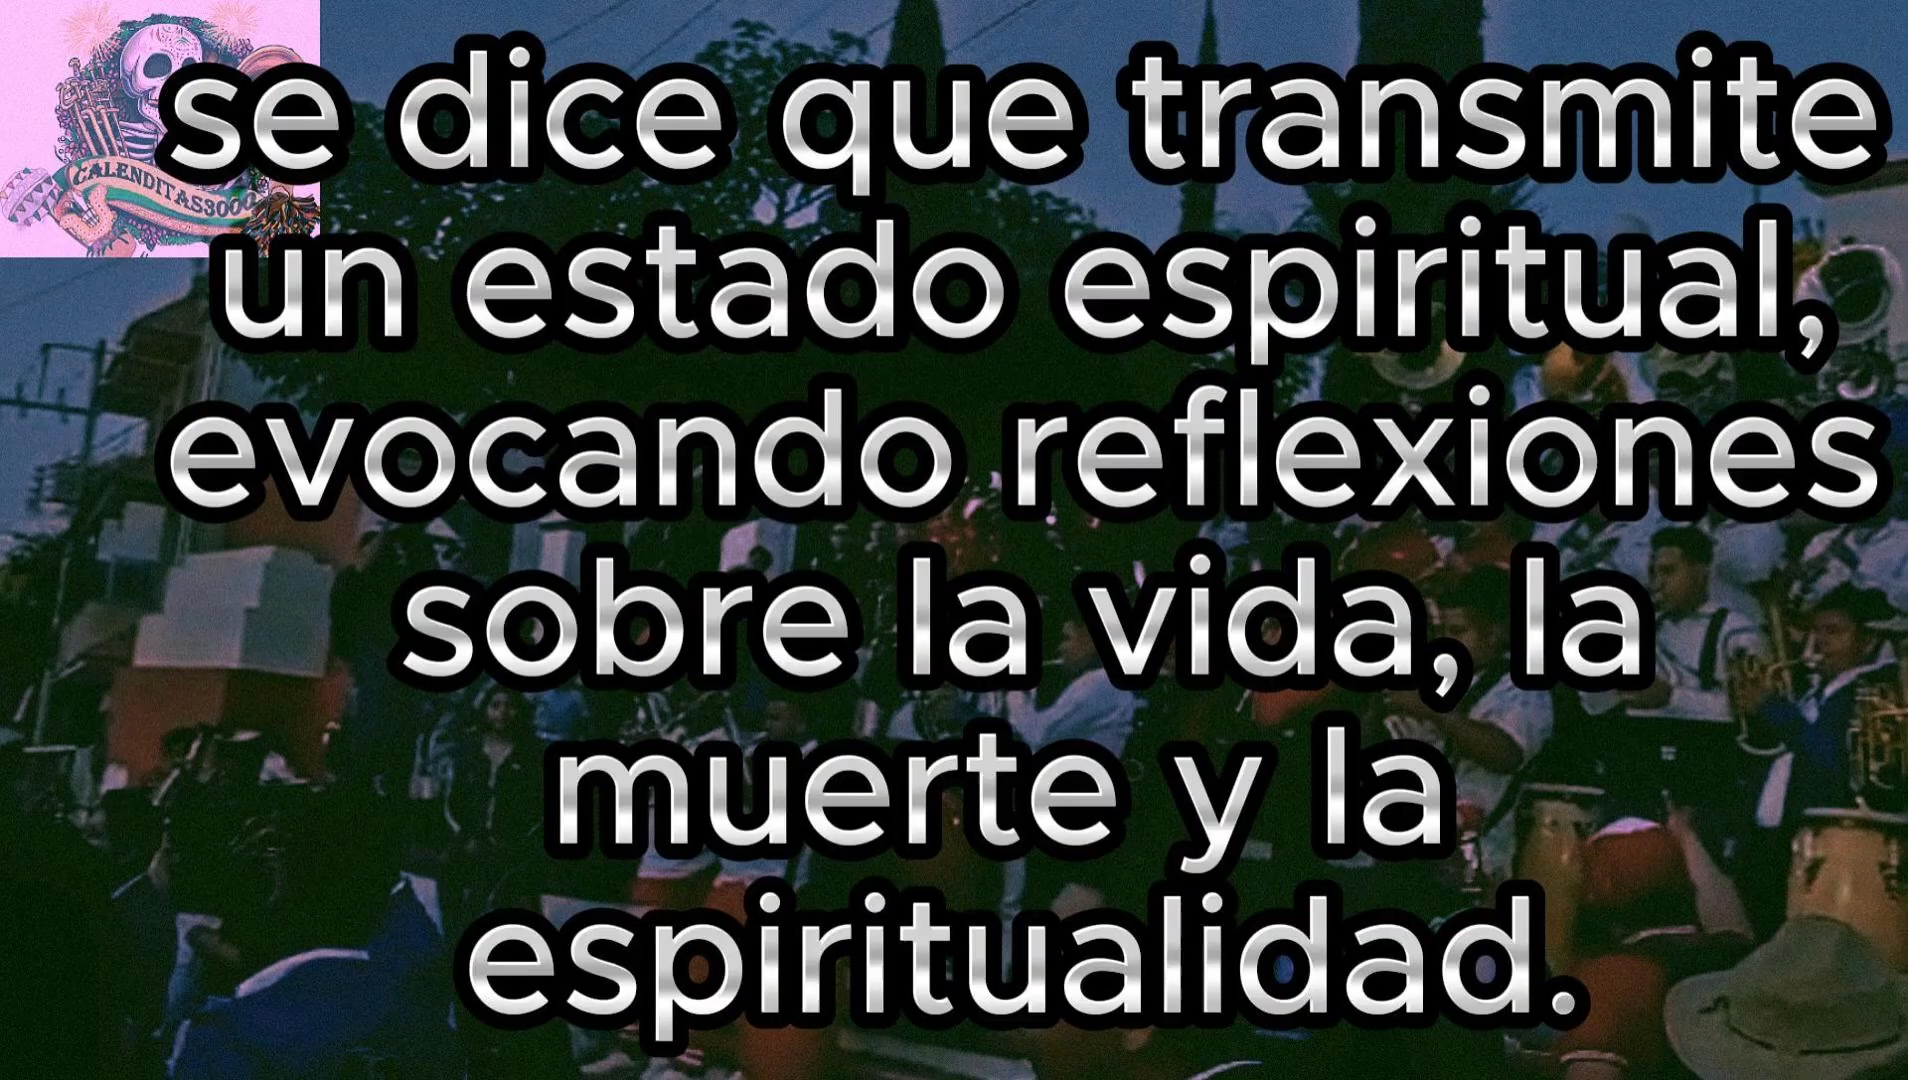 se dice que transmite
un estado espiritual,
evocando reflexiones
sobre la vida, la
muerte y la
espiritualidad.
CALENDITAS3000